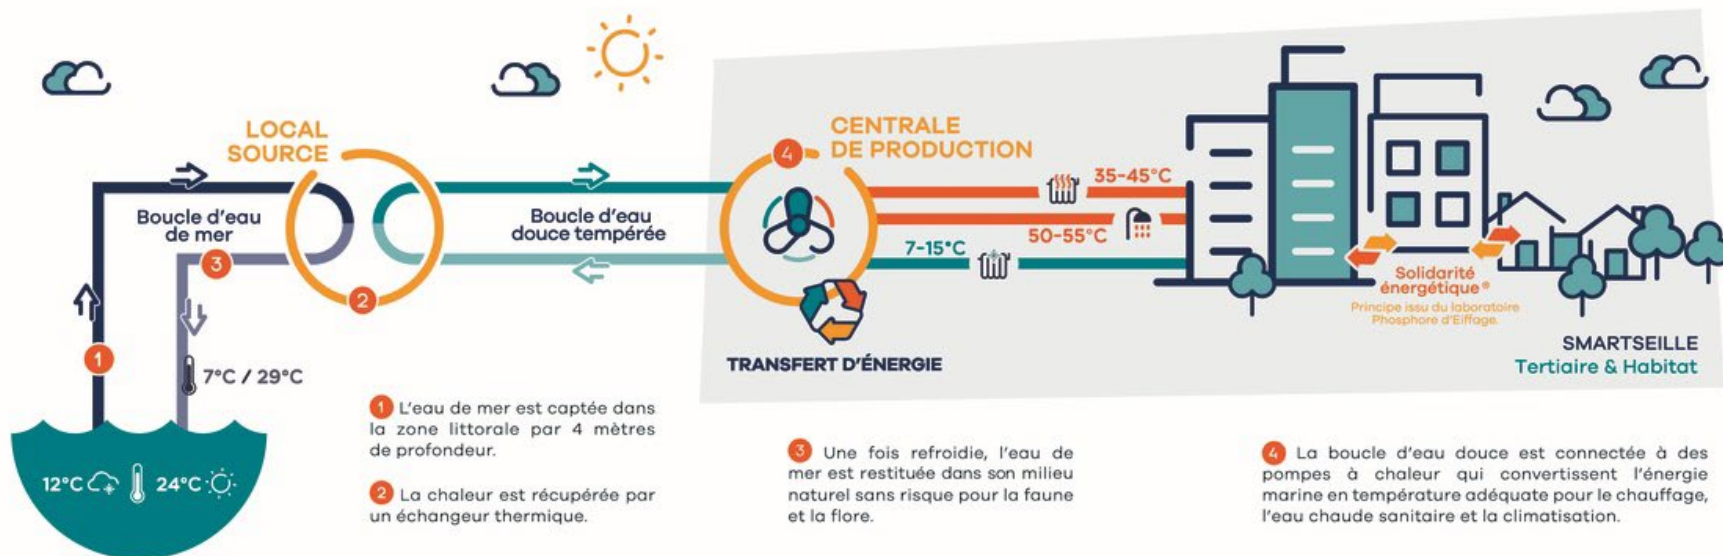 LOCAL
SOURCE
4
CENTRALE
DE PRODUCTION
35-45°C
Boucle d'eau
de mer
Boucle d'eau
douce tempérée
50-55°C
7-15°C
3
2
Solidarité
énergétique®
Principe issu du laboratoire
Phosphore d'Eiffage.
1
7°C / 29°C
TRANSFERT D'ÉNERGIE
SMARTSEILLE
Tertiaire & Habitat
12°C
24°C
1 L'eau de mer est captée dans
la zone littorale par 4 mètres
de profondeur.
2 La chaleur est récupérée par
un échangeur thermique.
3 Une fois refroidie, l'eau de
mer est restituée dans son milieu
naturel sans risque pour la faune
et la flore.
4 La boucle d'eau douce est connectée à des
pompes à chaleur qui convertissent l'énergie
marine en température adéquate pour le chauffage,
l'eau chaude sanitaire et la climatisation.